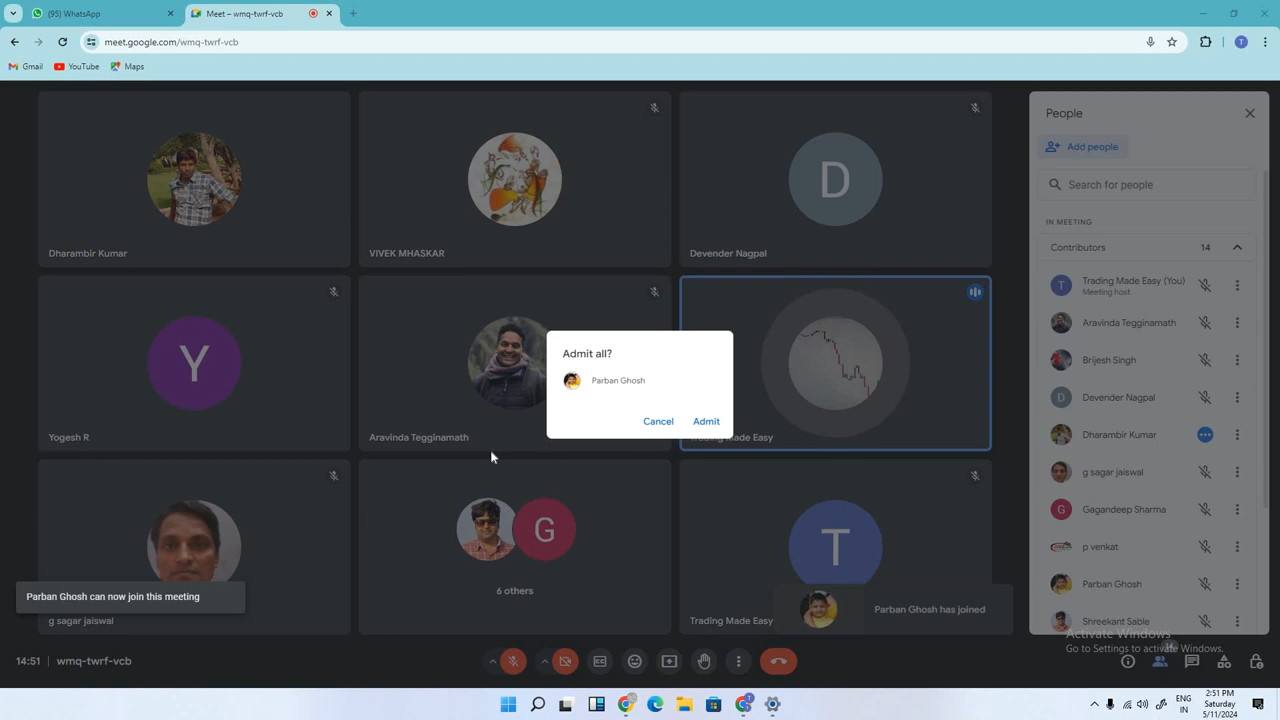 (95) WhatsApp
Meet – wmq-twrf-vcb
meet.google.com/wmq-twrf-vcb
T
Gmail
YouTube
Maps
Dharambir Kumar
VIVEK MHASKAR
D
Devender Nagpal
Y
Yogesh R
Aravinda Tegginamath
Trading Made Easy
g sagar jaiswal
G
6 others
T
Trading Made Easy
Admit all?
Parban Ghosh
Cancel
Admit
Parban Ghosh can now join this meeting
Parban Ghosh has joined
People
Add people
Search for people
IN MEETING
Contributors
14
T
Trading Made Easy (You)
Meeting host
Aravinda Tegginamath
Brijesh Singh
D
Devender Nagpal
Dharambir Kumar
g sagar jaiswal
G
Gagandeep Sharma
p venkat
Parban Ghosh
Shreekant Sable
Activate Windows
Go to Settings to activate Windows.
14:51
wmq-twrf-vcb
14
ENG
IN
2:51 PM
Saturday
5/11/2024